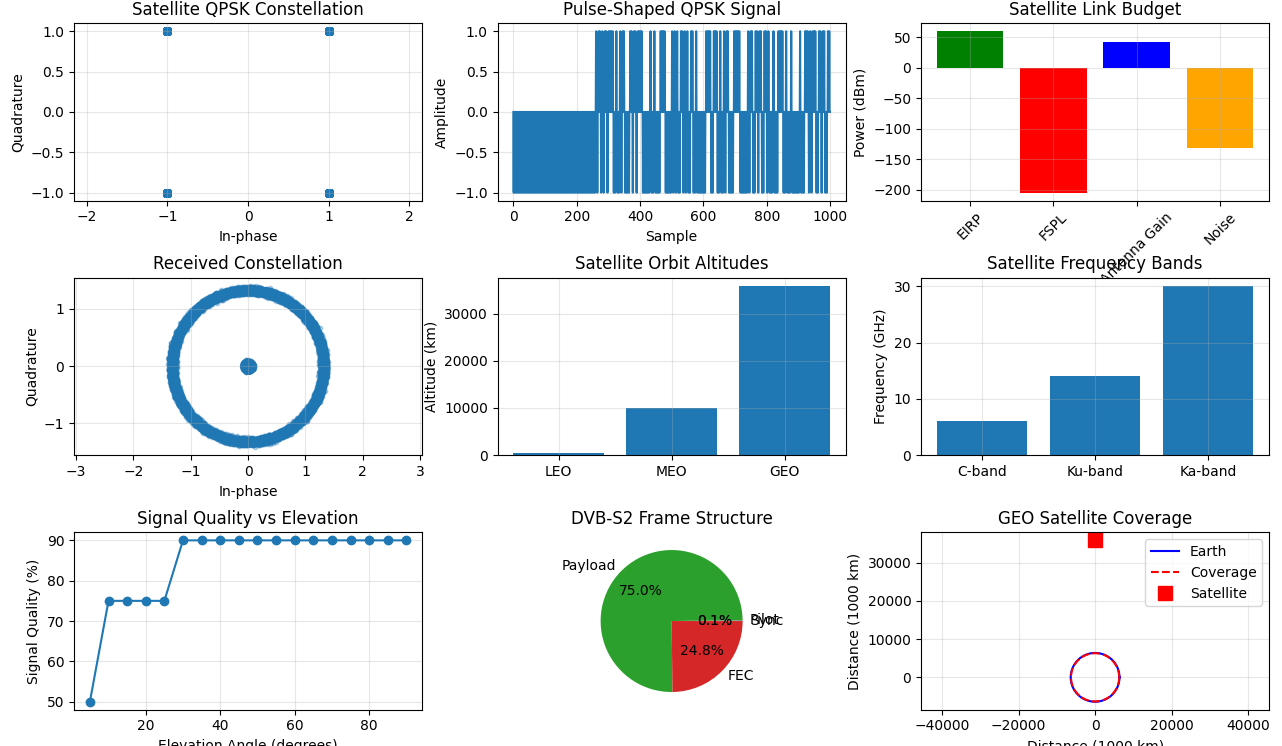 Satellite QPSK Constellation
Quadrature
1.0
0.5
0.0
−0.5
−1.0
−2
−1
0
1
2
In-phase
Pulse-Shaped QPSK Signal
Amplitude
1.0
0.5
0.0
−0.5
−1.0
0
200
400
600
800
1000
Sample
Satellite Link Budget
Power (dBm)
50
0
−50
−100
−150
−200
EIRP
FSPL
Antenna Gain
Noise
Received Constellation
Quadrature
1
0
−1
−3
−2
−1
0
1
2
3
In-phase
Satellite Orbit Altitudes
Altitude (km)
30000
20000
10000
0
LEO
MEO
GEO
Satellite Frequency Bands
Frequency (GHz)
30
20
10
0
C-band
Ku-band
Ka-band
Signal Quality vs Elevation
Signal Quality (%)
90
80
70
60
50
20
40
60
80
Elevation Angle (degrees)
DVB-S2 Frame Structure
Payload
75.0%
0.1%
Sync
24.8%
FEC
GEO Satellite Coverage
Distance (1000 km)
30000
20000
10000
0
−40000
−20000
0
20000
40000
Distance (1000 km)
Earth
Coverage
Satellite